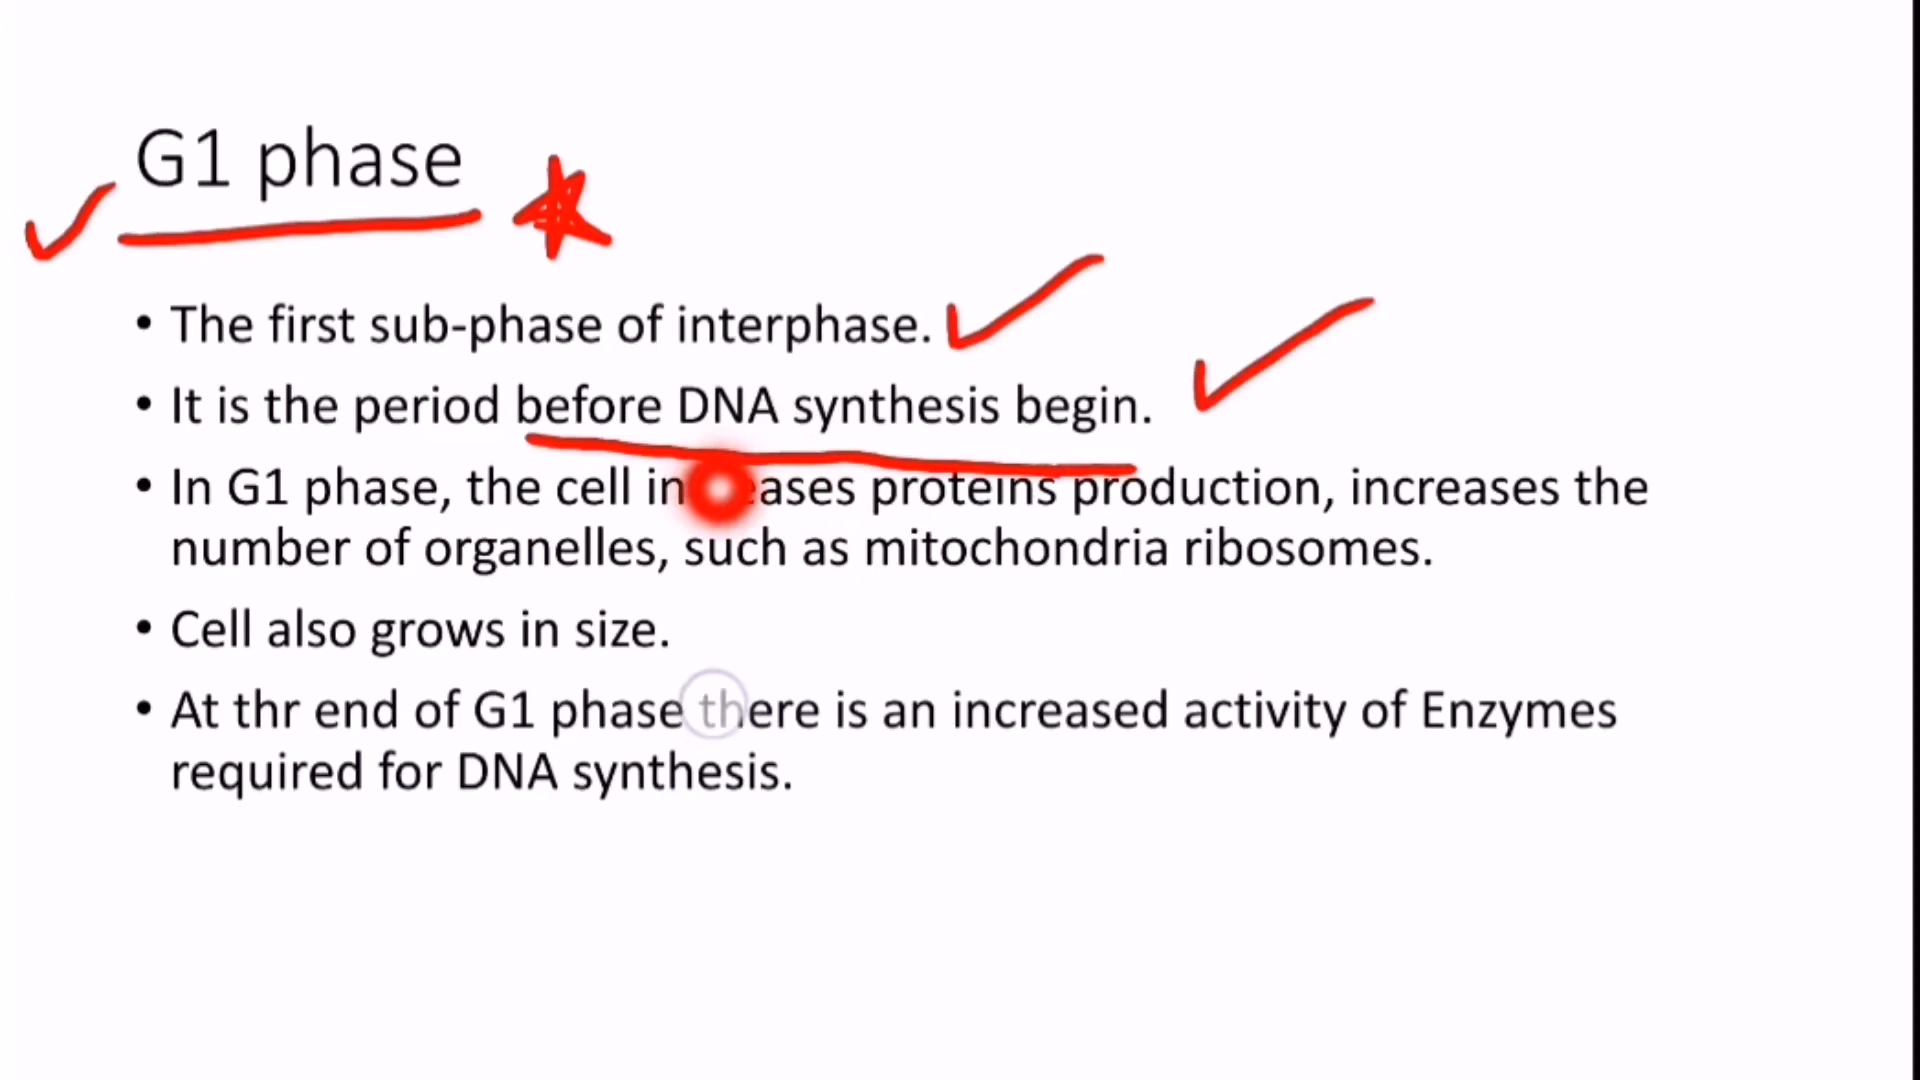 G1 phase
• The first sub-phase of interphase.
• It is the period before DNA synthesis begin.
• In G1 phase, the cell increases proteins production, increases the
number of organelles, such as mitochondria ribosomes.
• Cell also grows in size.
• At thr end of G1 phase there is an increased activity of Enzymes
required for DNA synthesis.